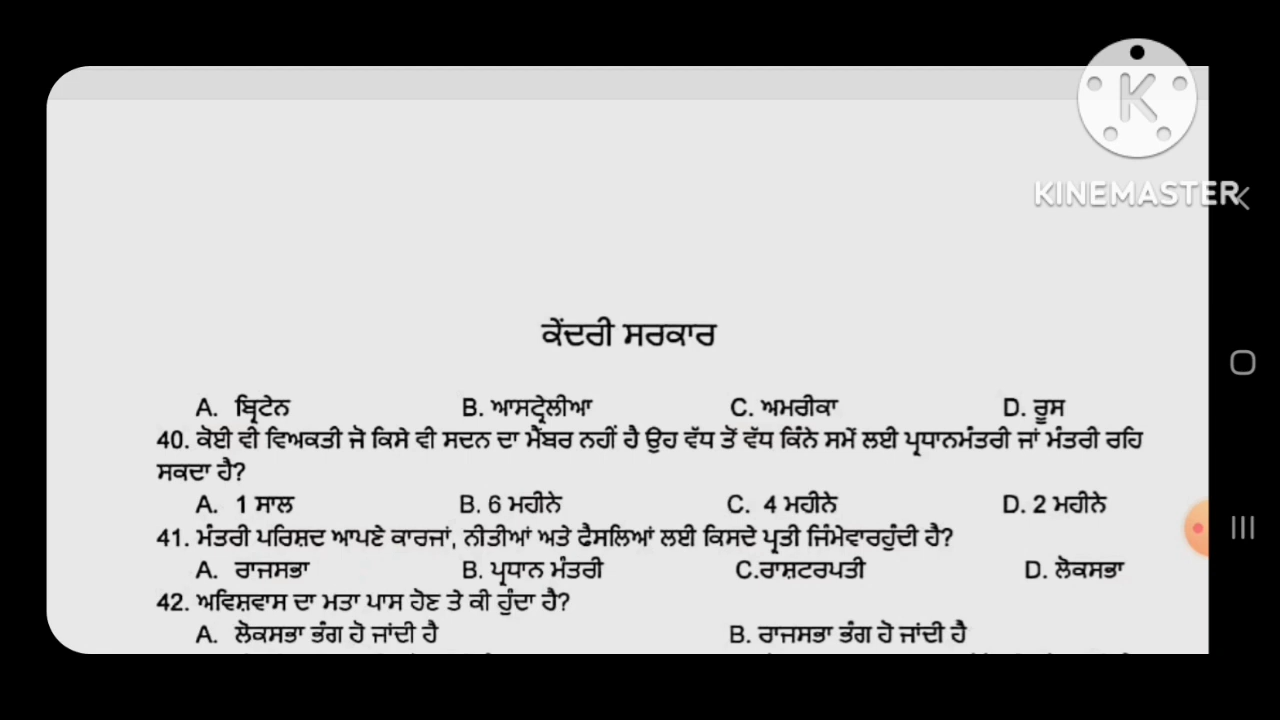 KINEMASTER
ਕੇਂਦਰੀ ਸਰਕਾਰ
A. ਬ੍ਰਿਟੇਨ B. ਆਸਟ੍ਰੇਲੀਆ C. ਅਮਰੀਕਾ D. ਰੂਸ
40. ਕੋਈ ਵੀ ਵਿਅਕਤੀ ਜੋ ਕਿਸੇ ਵੀ ਸਦਨ ਦਾ ਮੈਂਬਰ ਨਹੀਂ ਹੈ ਉਹ ਵੱਧ ਤੋਂ ਵੱਧ ਕਿੰਨੇ ਸਮੇਂ ਲਈ ਪ੍ਰਧਾਨਮੰਤਰੀ ਜਾਂ ਮੰਤਰੀ ਰਹਿ
ਸਕਦਾ ਹੈ?
A. 1 ਸਾਲ B. 6 ਮਹੀਨੇ C. 4 ਮਹੀਨੇ D. 2 ਮਹੀਨੇ
41. ਮੰਤਰੀ ਪਰਿਸ਼ਦ ਆਪਣੇ ਕਾਰਜਾਂ, ਨੀਤੀਆਂ ਅਤੇ ਫੈਸਲਿਆਂ ਲਈ ਕਿਸਦੇ ਪ੍ਰਤੀ ਜਿੰਮੇਵਾਰਹੁੰਦੀ ਹੈ?
A. ਰਾਜਸਭਾ B. ਪ੍ਰਧਾਨ ਮੰਤਰੀ C.ਰਾਸ਼ਟਰਪਤੀ D. ਲੋਕਸਭਾ
42. ਅਵਿਸ਼ਵਾਸ ਦਾ ਮਤਾ ਪਾਸ ਹੋਣ ਤੇ ਕੀ ਹੁੰਦਾ ਹੈ?
A. ਲੋਕਸਭਾ ਭੰਗ ਹੋ ਜਾਂਦੀ ਹੈ B. ਰਾਜਸਭਾ ਭੰਗ ਹੋ ਜਾਂਦੀ ਹੈ